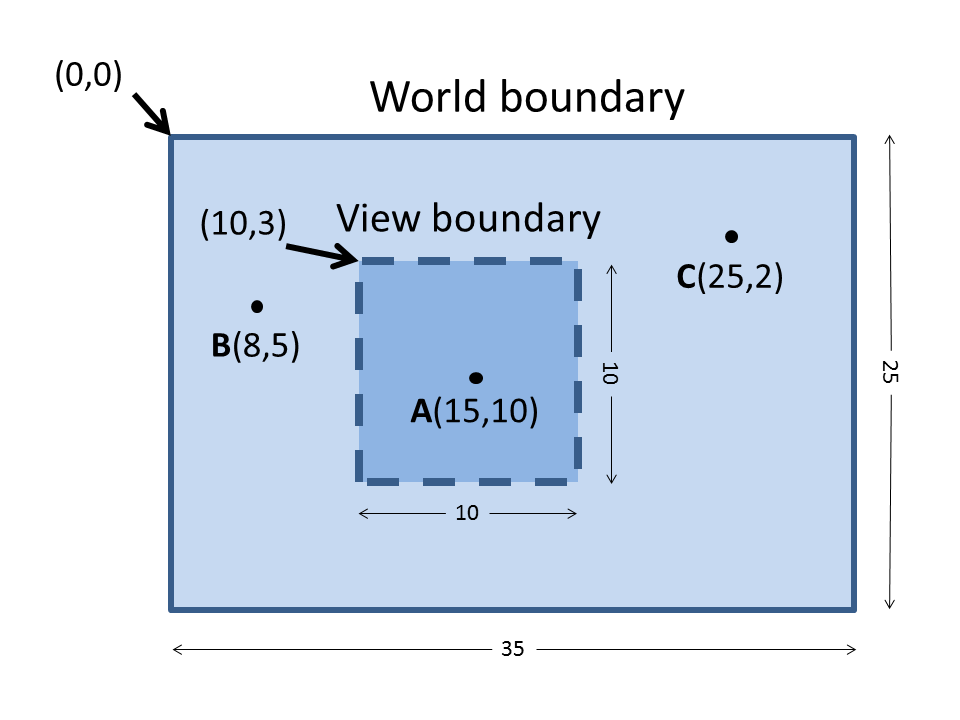 (0,0)
World boundary
(10,3)
View boundary
C(25,2)
B(8,5)
10
25
A(15,10)
10
35